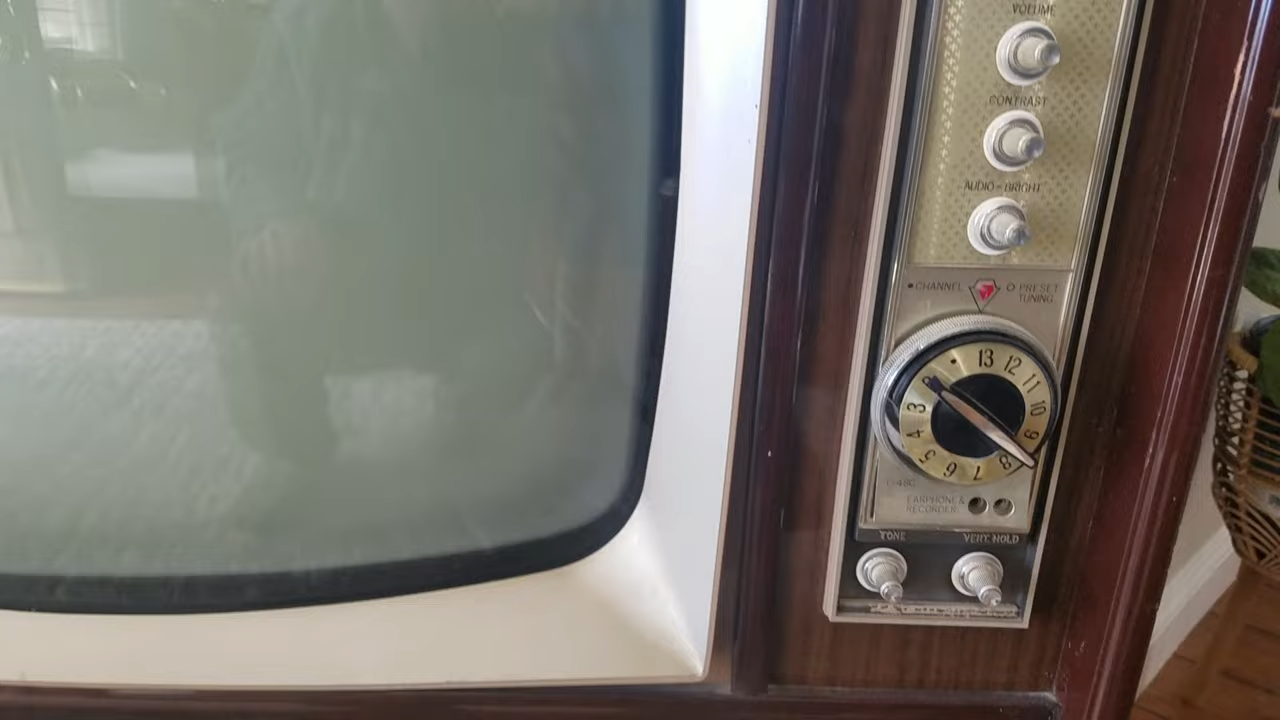 VOLUME
CONTRAST
AUDIO - BRIGHT
CHANNEL
PRESET
TUNING
13
12
11
10
9
8
7
6
5
4
3
EARPHONE &
RECORDER
TONE
VERT. HOLD